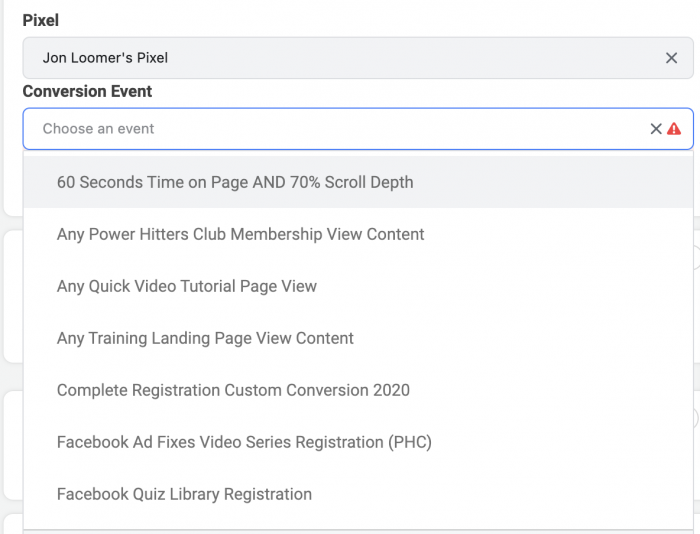 Pixel
Jon Loomer's Pixel
Conversion Event
Choose an event
60 Seconds Time on Page AND 70% Scroll Depth
Any Power Hitters Club Membership View Content
Any Quick Video Tutorial Page View
Any Training Landing Page View Content
Complete Registration Custom Conversion 2020
Facebook Ad Fixes Video Series Registration (PHC)
Facebook Quiz Library Registration